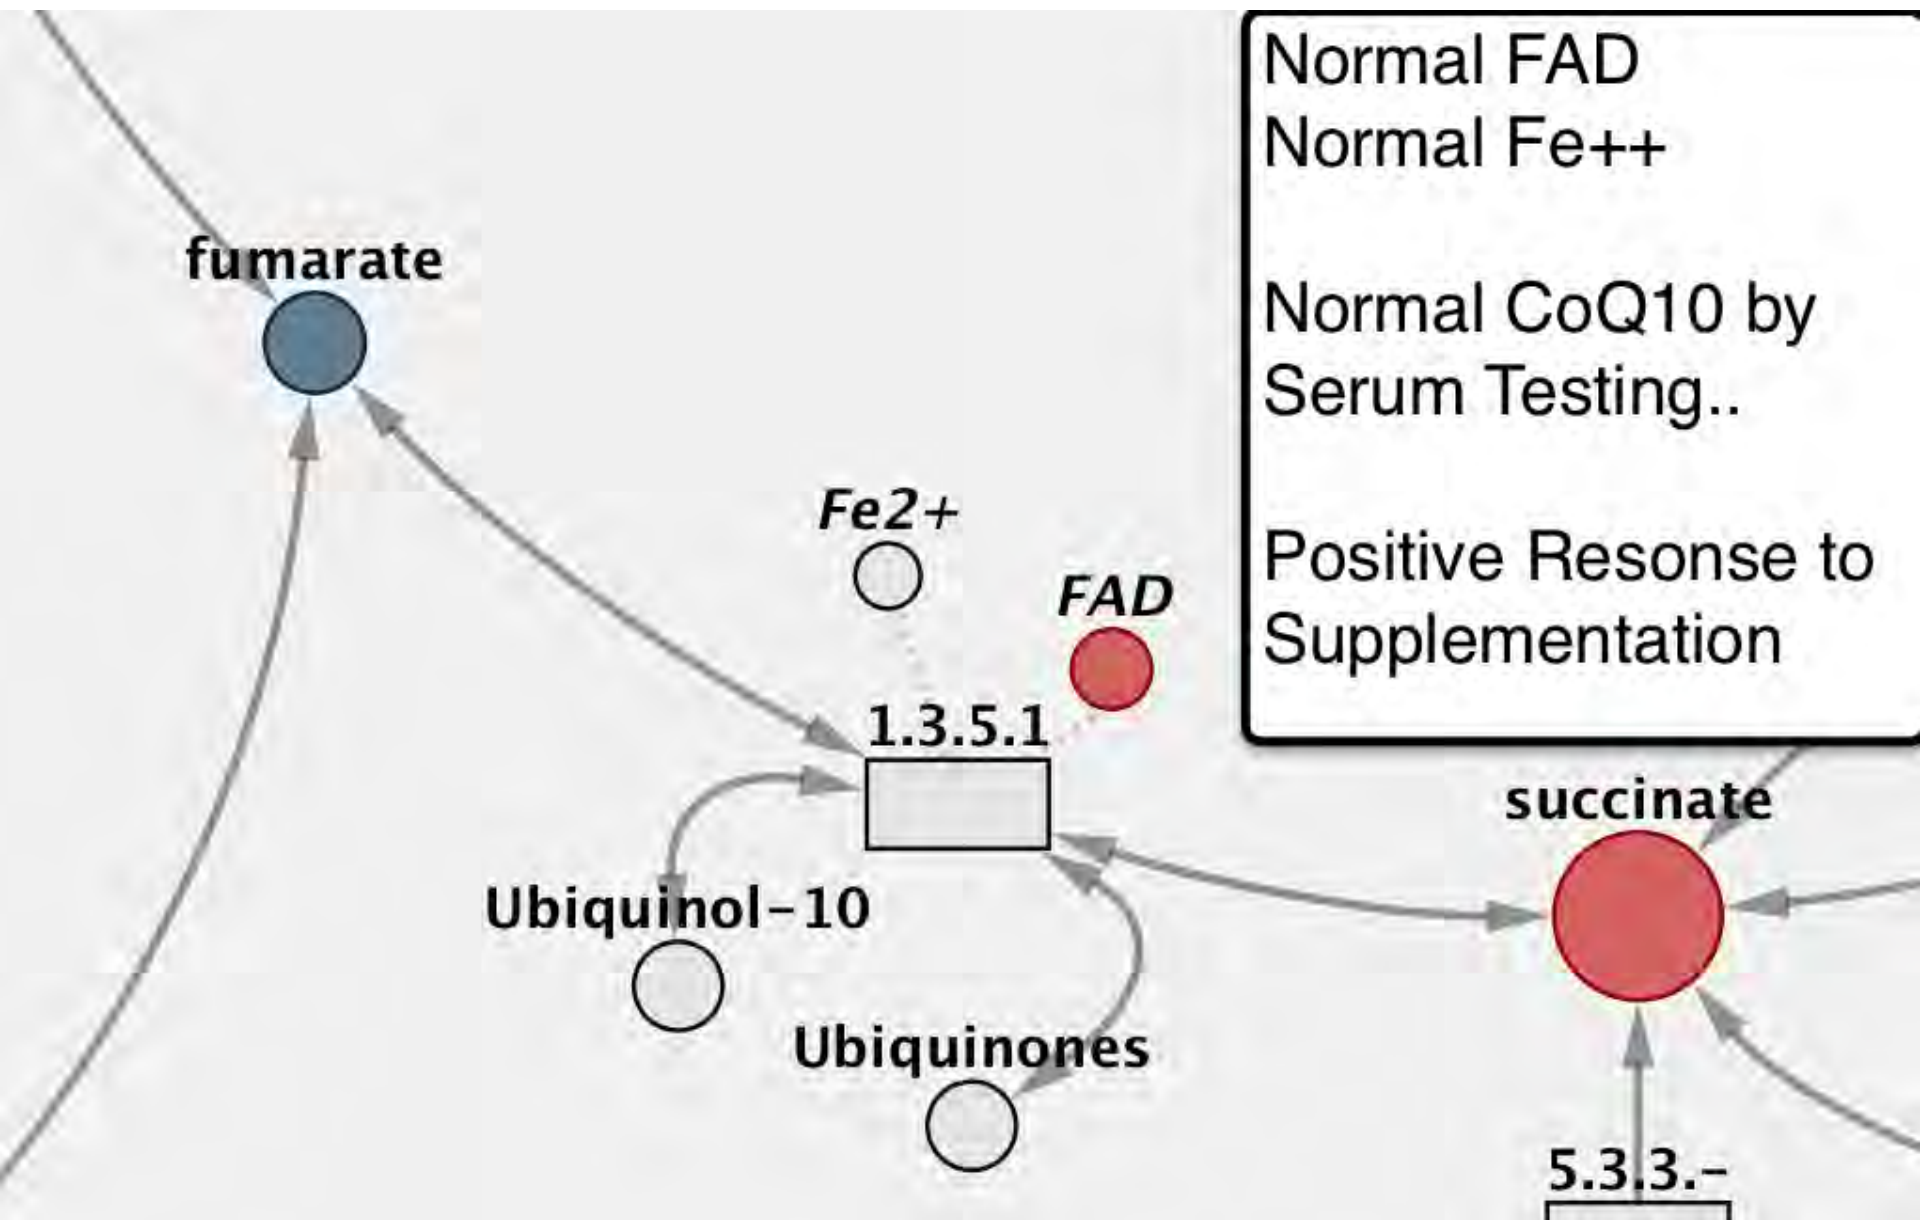 Normal FAD
Normal Fe++
Normal CoQ10 by
Serum Testing..
Positive Resonse to
Supplementation
fumarate
Fe2+
FAD
1.3.5.1
succinate
Ubiquinol-10
Ubiquinones
5.3.3.-